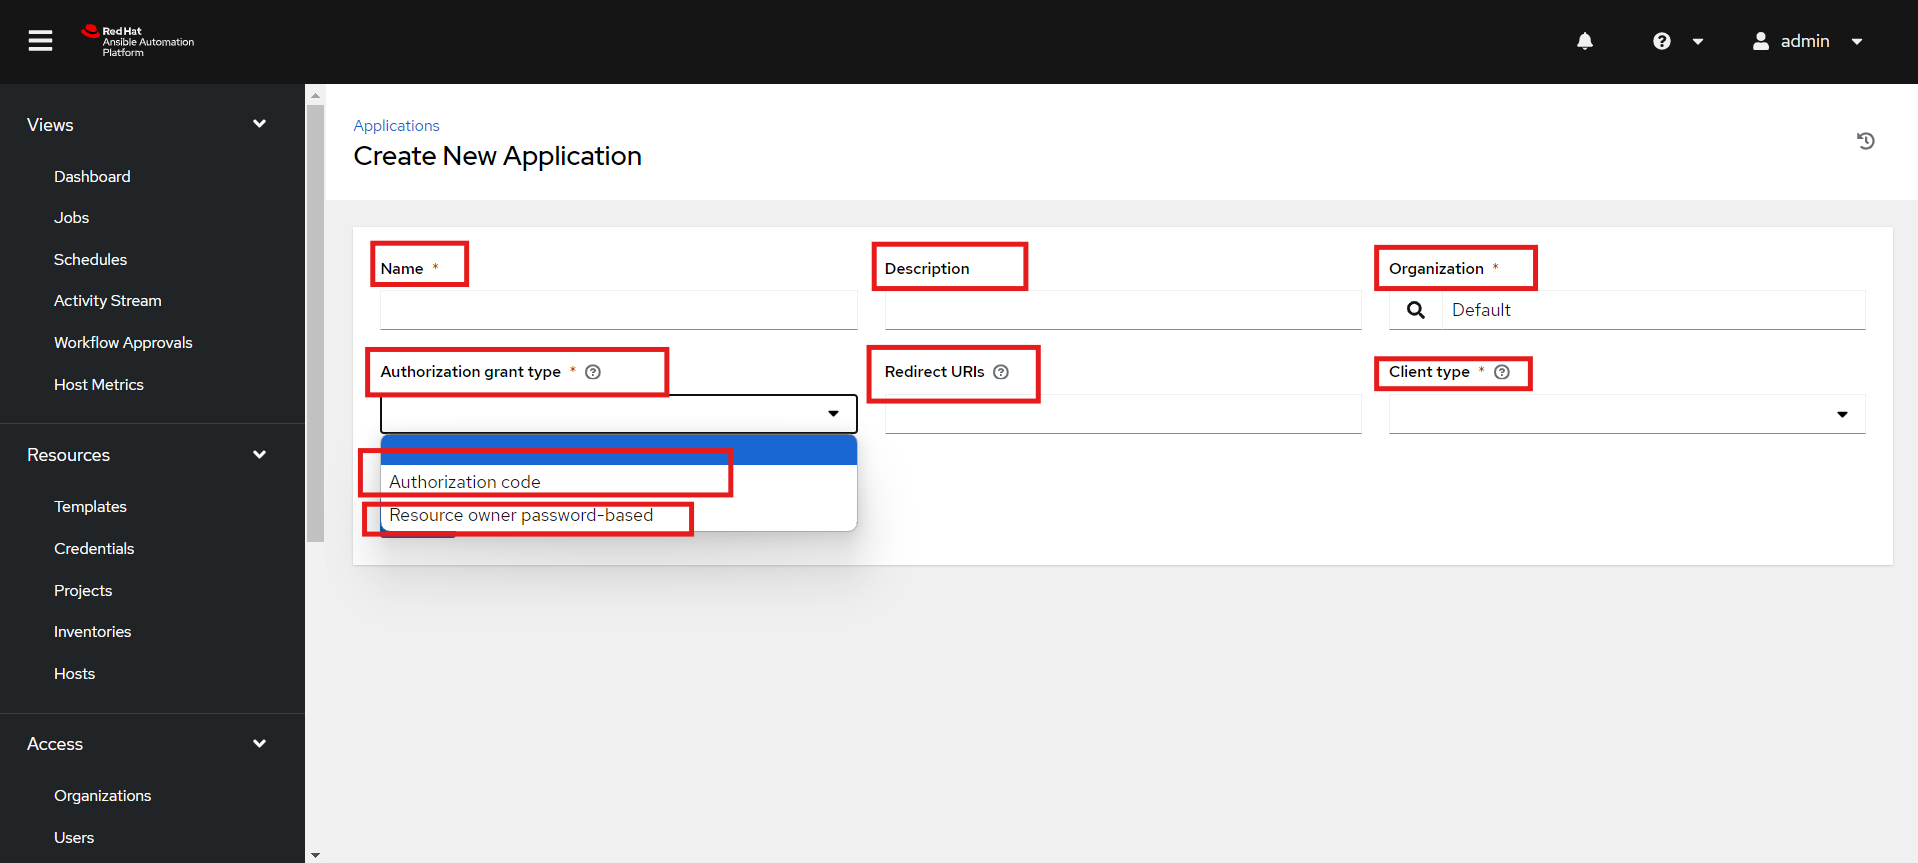 Red Hat
Ansible Automation
Platform
admin
Views
Dashboard
Jobs
Schedules
Activity Stream
Workflow Approvals
Host Metrics
Resources
Templates
Credentials
Projects
Inventories
Hosts
Access
Organizations
Users
Applications
Create New Application
Name *
Description
Organization *
Default
Authorization grant type *
Redirect URIs
Client type *
Authorization code
Resource owner password-based